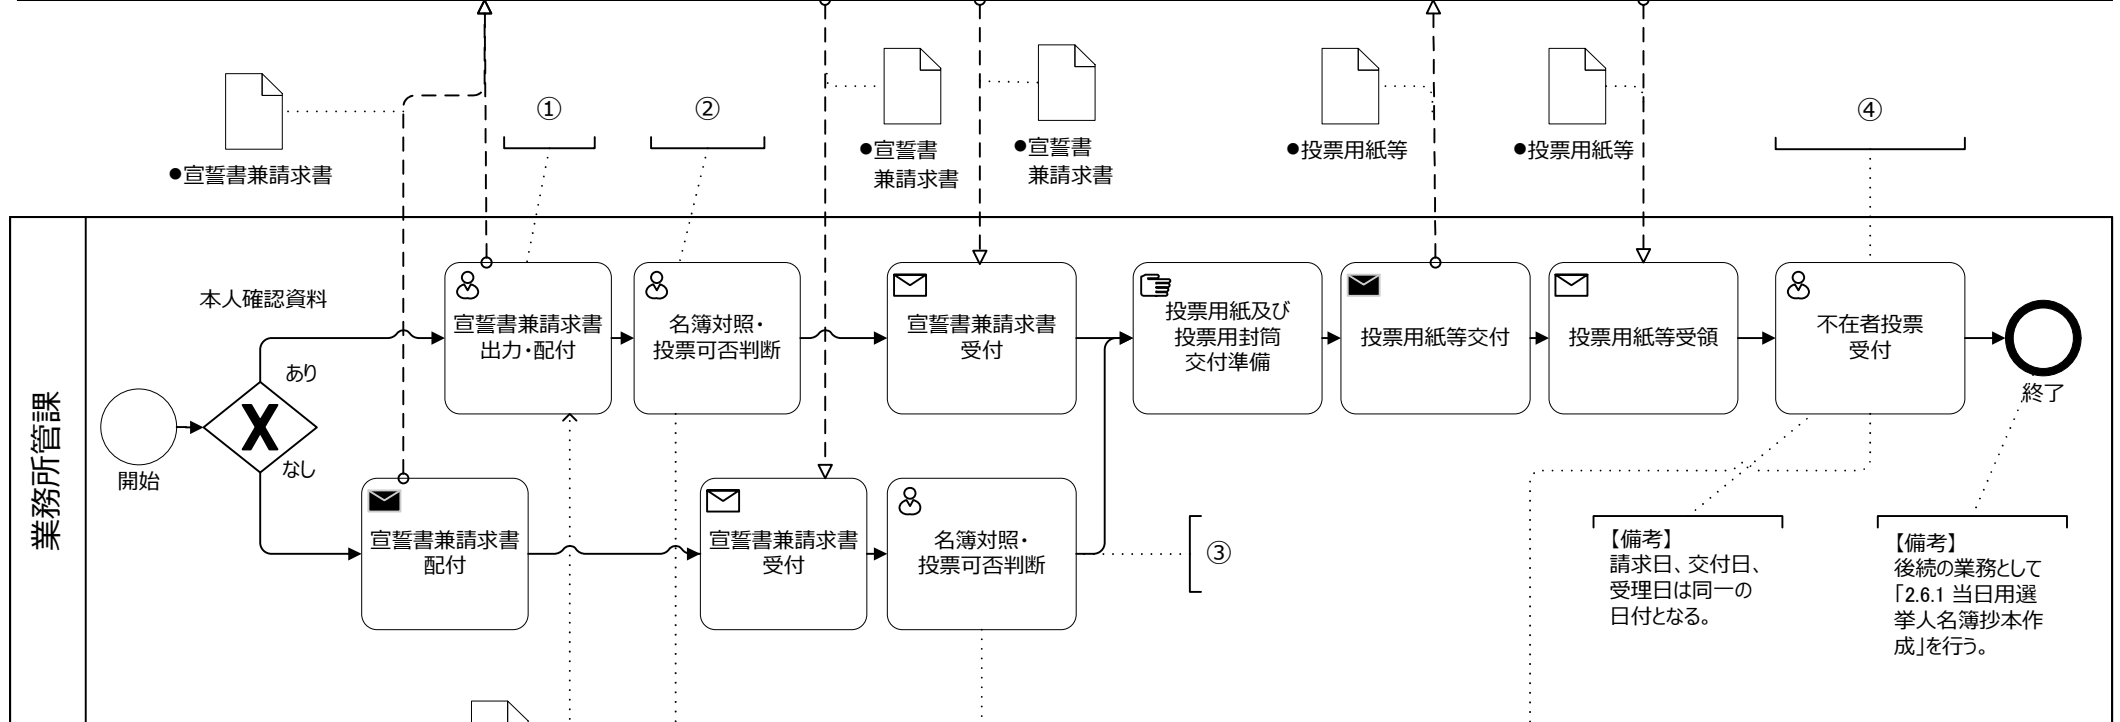 ①
②
④
●宣誓書兼請求書
●宣誓書
兼請求書
●宣誓書
兼請求書
●投票用紙等
●投票用紙等
業務所管課
本人確認資料
開始
あり
なし
宣誓書兼請求書
出力・配付
名簿対照・
投票可否判断
宣誓書兼請求書
受付
投票用紙及び
投票用封筒
交付準備
投票用紙等交付
投票用紙等受領
不在者投票
受付
終了
宣誓書兼請求書
配付
宣誓書兼請求書
受付
名簿対照・
投票可否判断
③
【備考】
請求日、交付日、
受理日は同一の
日付となる。
【備考】
後続の業務として
「2.6.1 当日用選
挙人名簿抄本作
成」を行う。